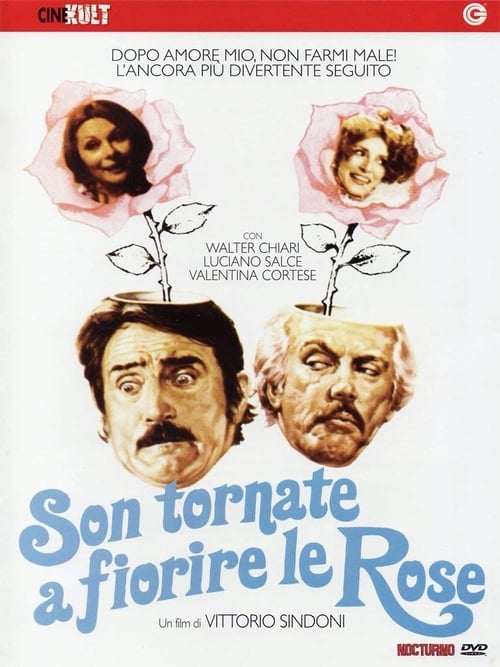 CINEKULT
DOPO AMORE MIO, NON FARMI MALE!
L'ANCORA PIÙ DIVERTENTE SEGUITO
CON
WALTER CHIARI
LUCIANO SALCE
VALENTINA CORTESE
Son tornate
a fiorire le Rose
Un film di VITTORIO SINDONI
NOCTURNO DVD
VIDEO